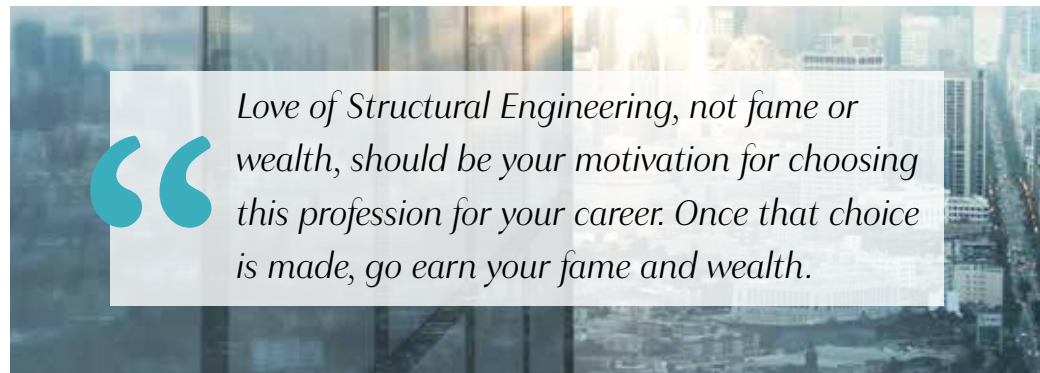 “
Love of Structural Engineering, not fame or
wealth, should be your motivation for choosing
this profession for your career. Once that choice
is made, go earn your fame and wealth.